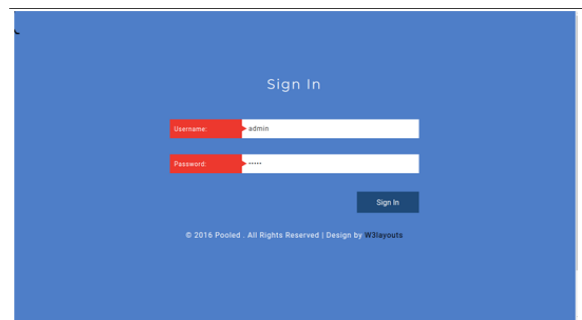 Sign In
Username: admin
Password: •••••
Sign In
© 2016 Pooled . All Rights Reserved | Design by W3layouts